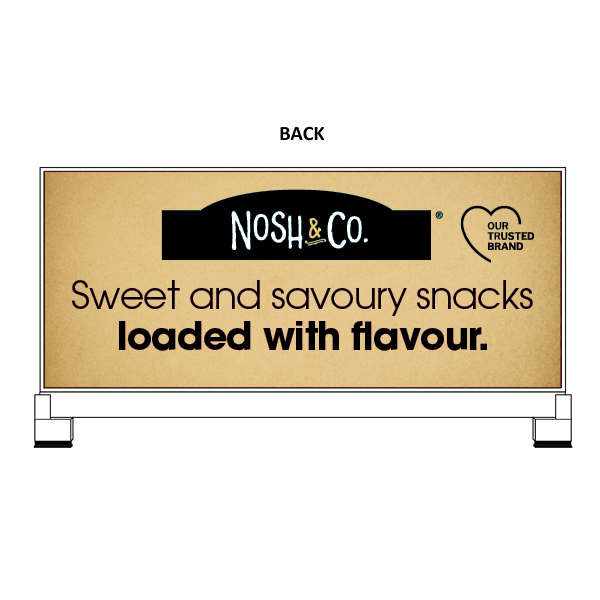 BACK
NOSH & CO. ®
OUR
TRUSTED
BRAND
Sweet and savoury snacks
loaded with flavour.